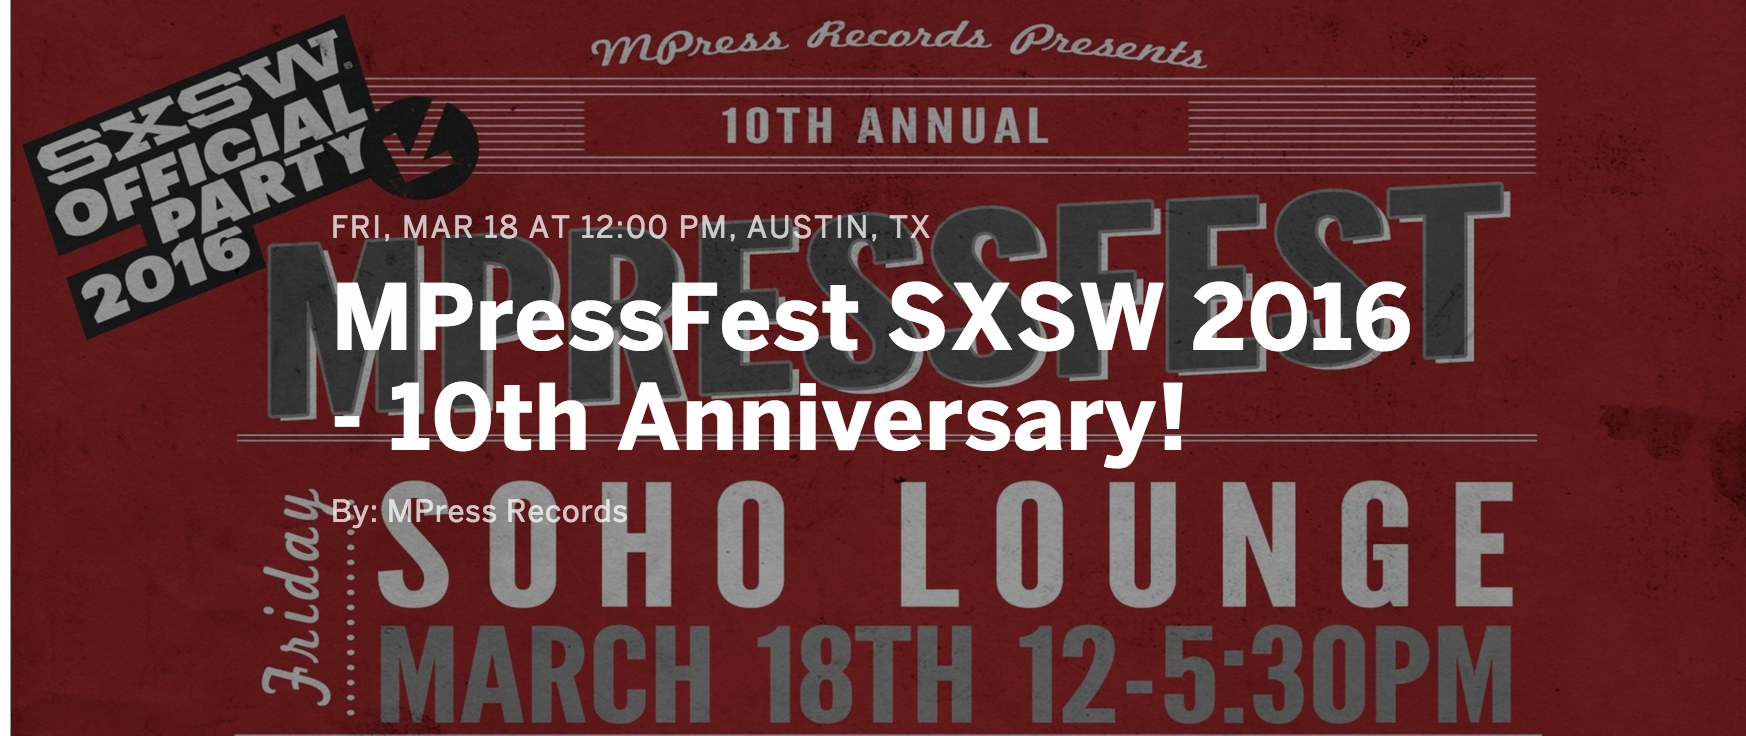 MPress Records Presents
10TH ANNUAL
SXSW®
OFFICIAL
PARTY
2016
MPRESSFEST
FRI, MAR 18 AT 12:00 PM, AUSTIN, TX
MPressFest SXSW 2016
- 10th Anniversary!
By: MPress Records
Friday
SOHO LOUNGE
MARCH 18TH 12-5:30PM